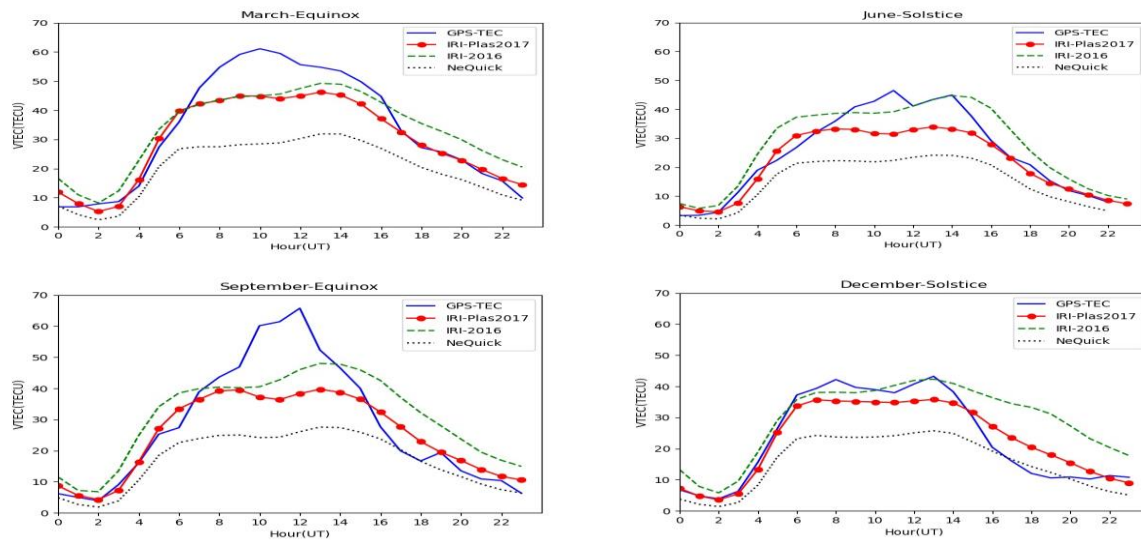 March-Equinox
70
60
50
40
30
20
10
0
VTEC(TECU)
GPS-TEC
IRI-Plas2017
IRI-2016
NeQuick
0 2 4 6 8 10 12 14 16 18 20 22
Hour(UT)
June-Solstice
70
60
50
40
30
20
10
0
VTEC(TECU)
GPS-TEC
IRI-Plas2017
IRI-2016
NeQuick
0 2 4 6 8 10 12 14 16 18 20 22
Hour(UT)
September-Equinox
70
60
50
40
30
20
10
0
VTEC(TECU)
GPS-TEC
IRI-Plas2017
IRI-2016
NeQuick
0 2 4 6 8 10 12 14 16 18 20 22
Hour(UT)
December-Solstice
70
60
50
40
30
20
10
0
VTEC(TECU)
GPS-TEC
IRI-Plas2017
IRI-2016
NeQuick
0 2 4 6 8 10 12 14 16 18 20 22
Hour(UT)